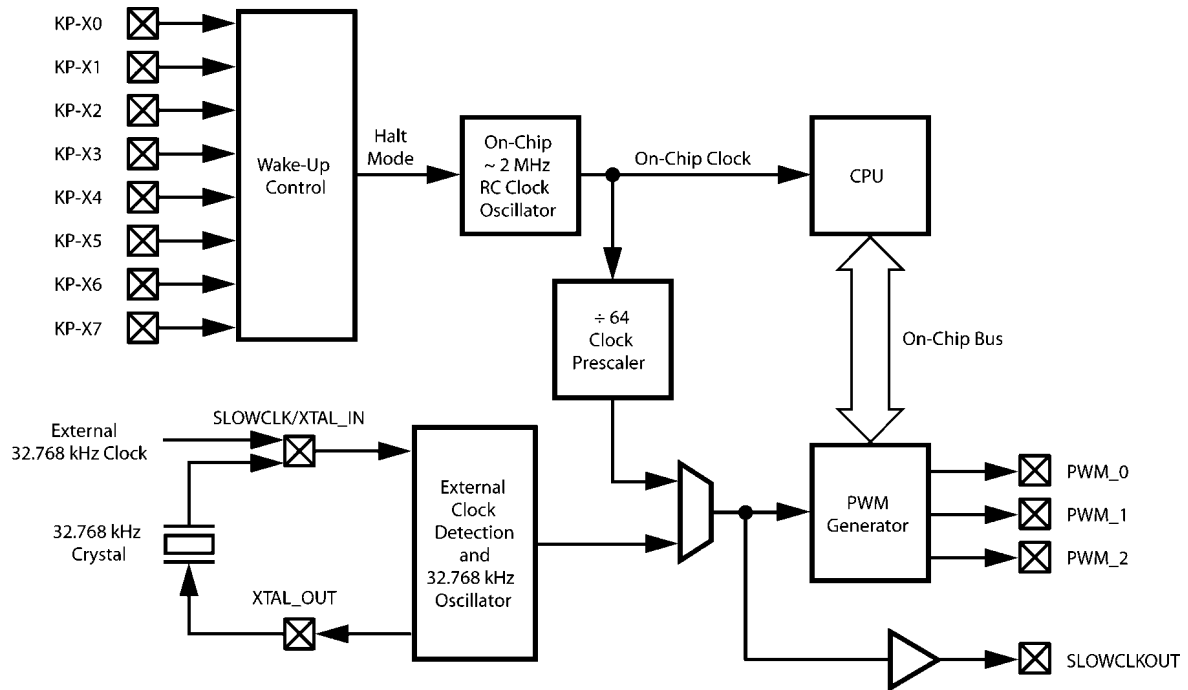 KP-X0
KP-X1
KP-X2
KP-X3
KP-X4
KP-X5
KP-X6
KP-X7
Wake-Up
Control
Halt
Mode
On-Chip
~ 2 MHz
RC Clock
Oscillator
On-Chip Clock
CPU
÷ 64
Clock
Prescaler
On-Chip Bus
SLOWCLK/XTAL_IN
External
32.768 kHz Clock
32.768 kHz
Crystal
XTAL_OUT
External
Clock
Detection
and
32.768 kHz
Oscillator
PWM
Generator
PWM_0
PWM_1
PWM_2
SLOWCLKOUT